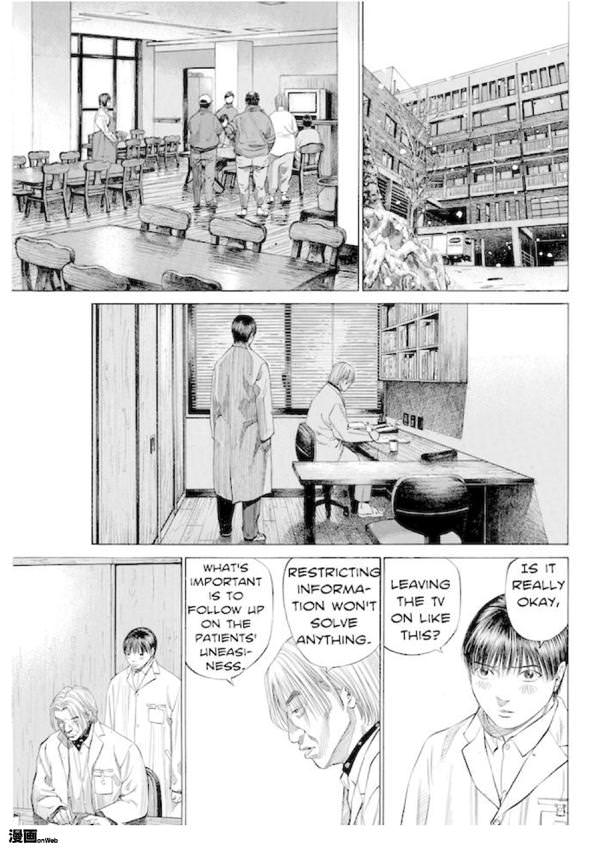 IS IT
REALLY
OKAY,
LEAVING
THE TV
ON LIKE
THIS?
RESTRICTING
INFORMA-
TION WON'T
SOLVE
ANYTHING.
WHAT'S
IMPORTANT
IS TO
FOLLOW UP
ON THE
PATIENTS'
UNEASI-
NESS.
漫画onWeb